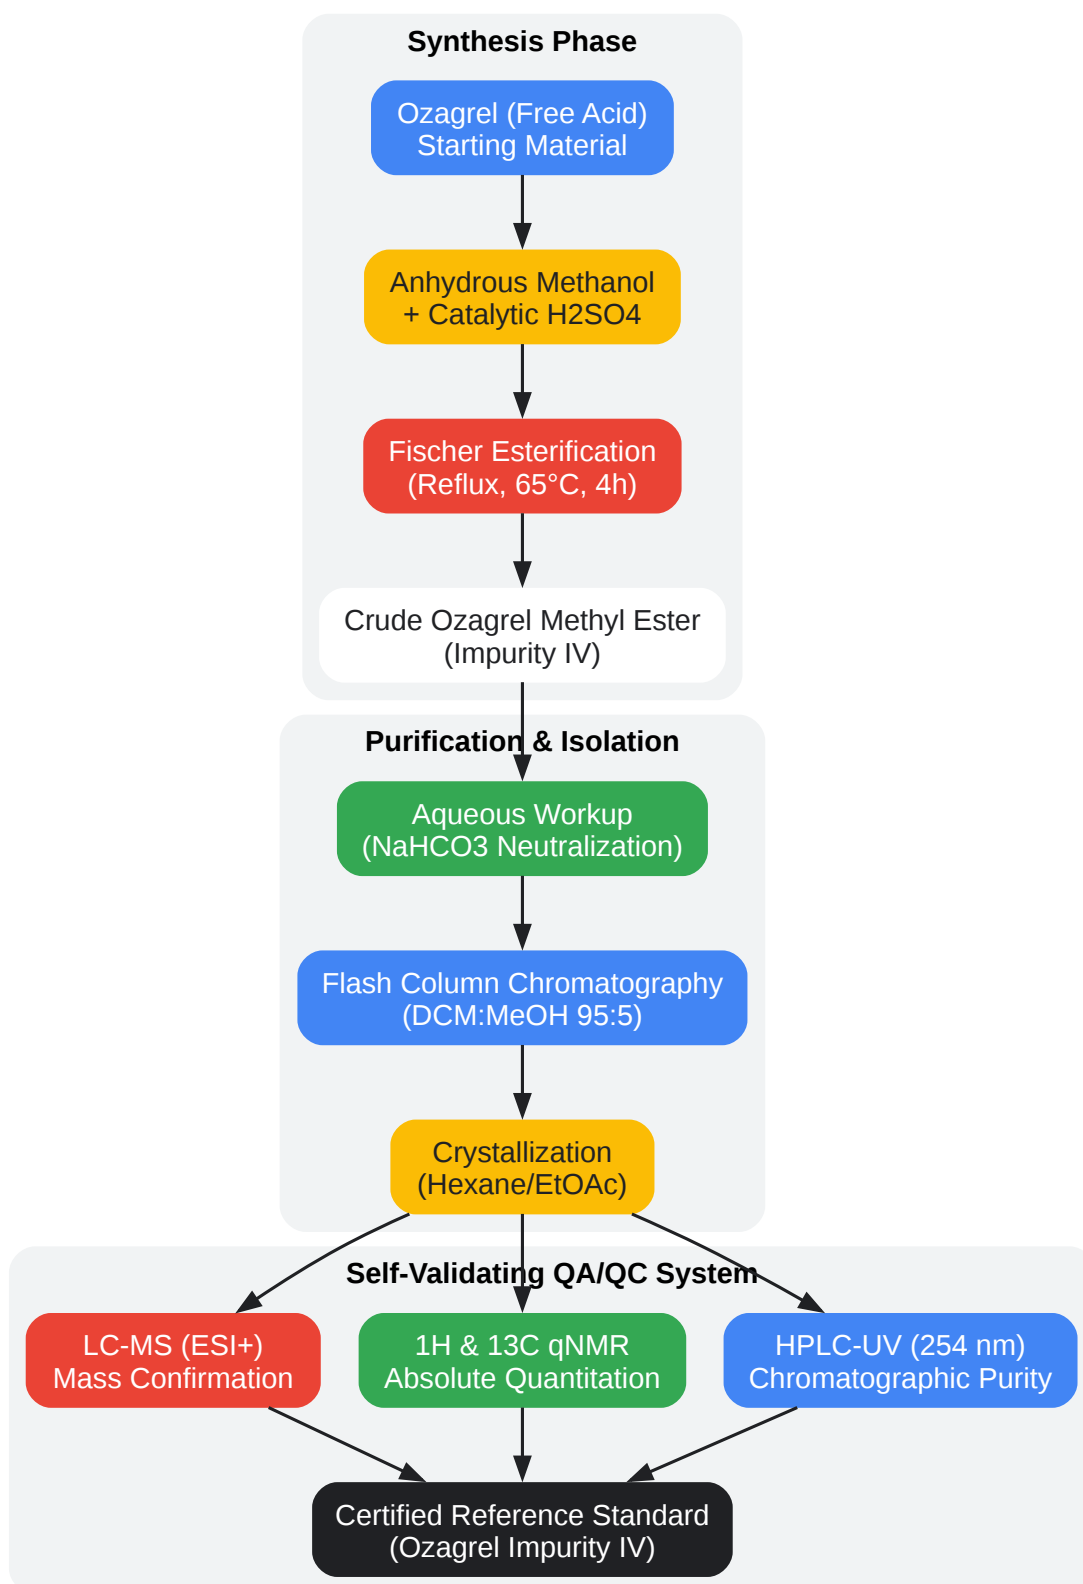 Synthesis Phase
Ozagrel (Free Acid)
Starting Material
Anhydrous Methanol
+ Catalytic H2SO4
Fischer Esterification
(Reflux, 65°C, 4h)
Crude Ozagrel Methyl Ester
(Impurity IV)
Purification & Isolation
Aqueous Workup
(NaHCO3 Neutralization)
Flash Column Chromatography
(DCM:MeOH 95:5)
Crystallization
(Hexane/EtOAc)
Self-Validating QA/QC System
LC-MS (ESI+)
Mass Confirmation
1H & 13C qNMR
Absolute Quantitation
HPLC-UV (254 nm)
Chromatographic Purity
Certified Reference Standard
(Ozagrel Impurity IV)